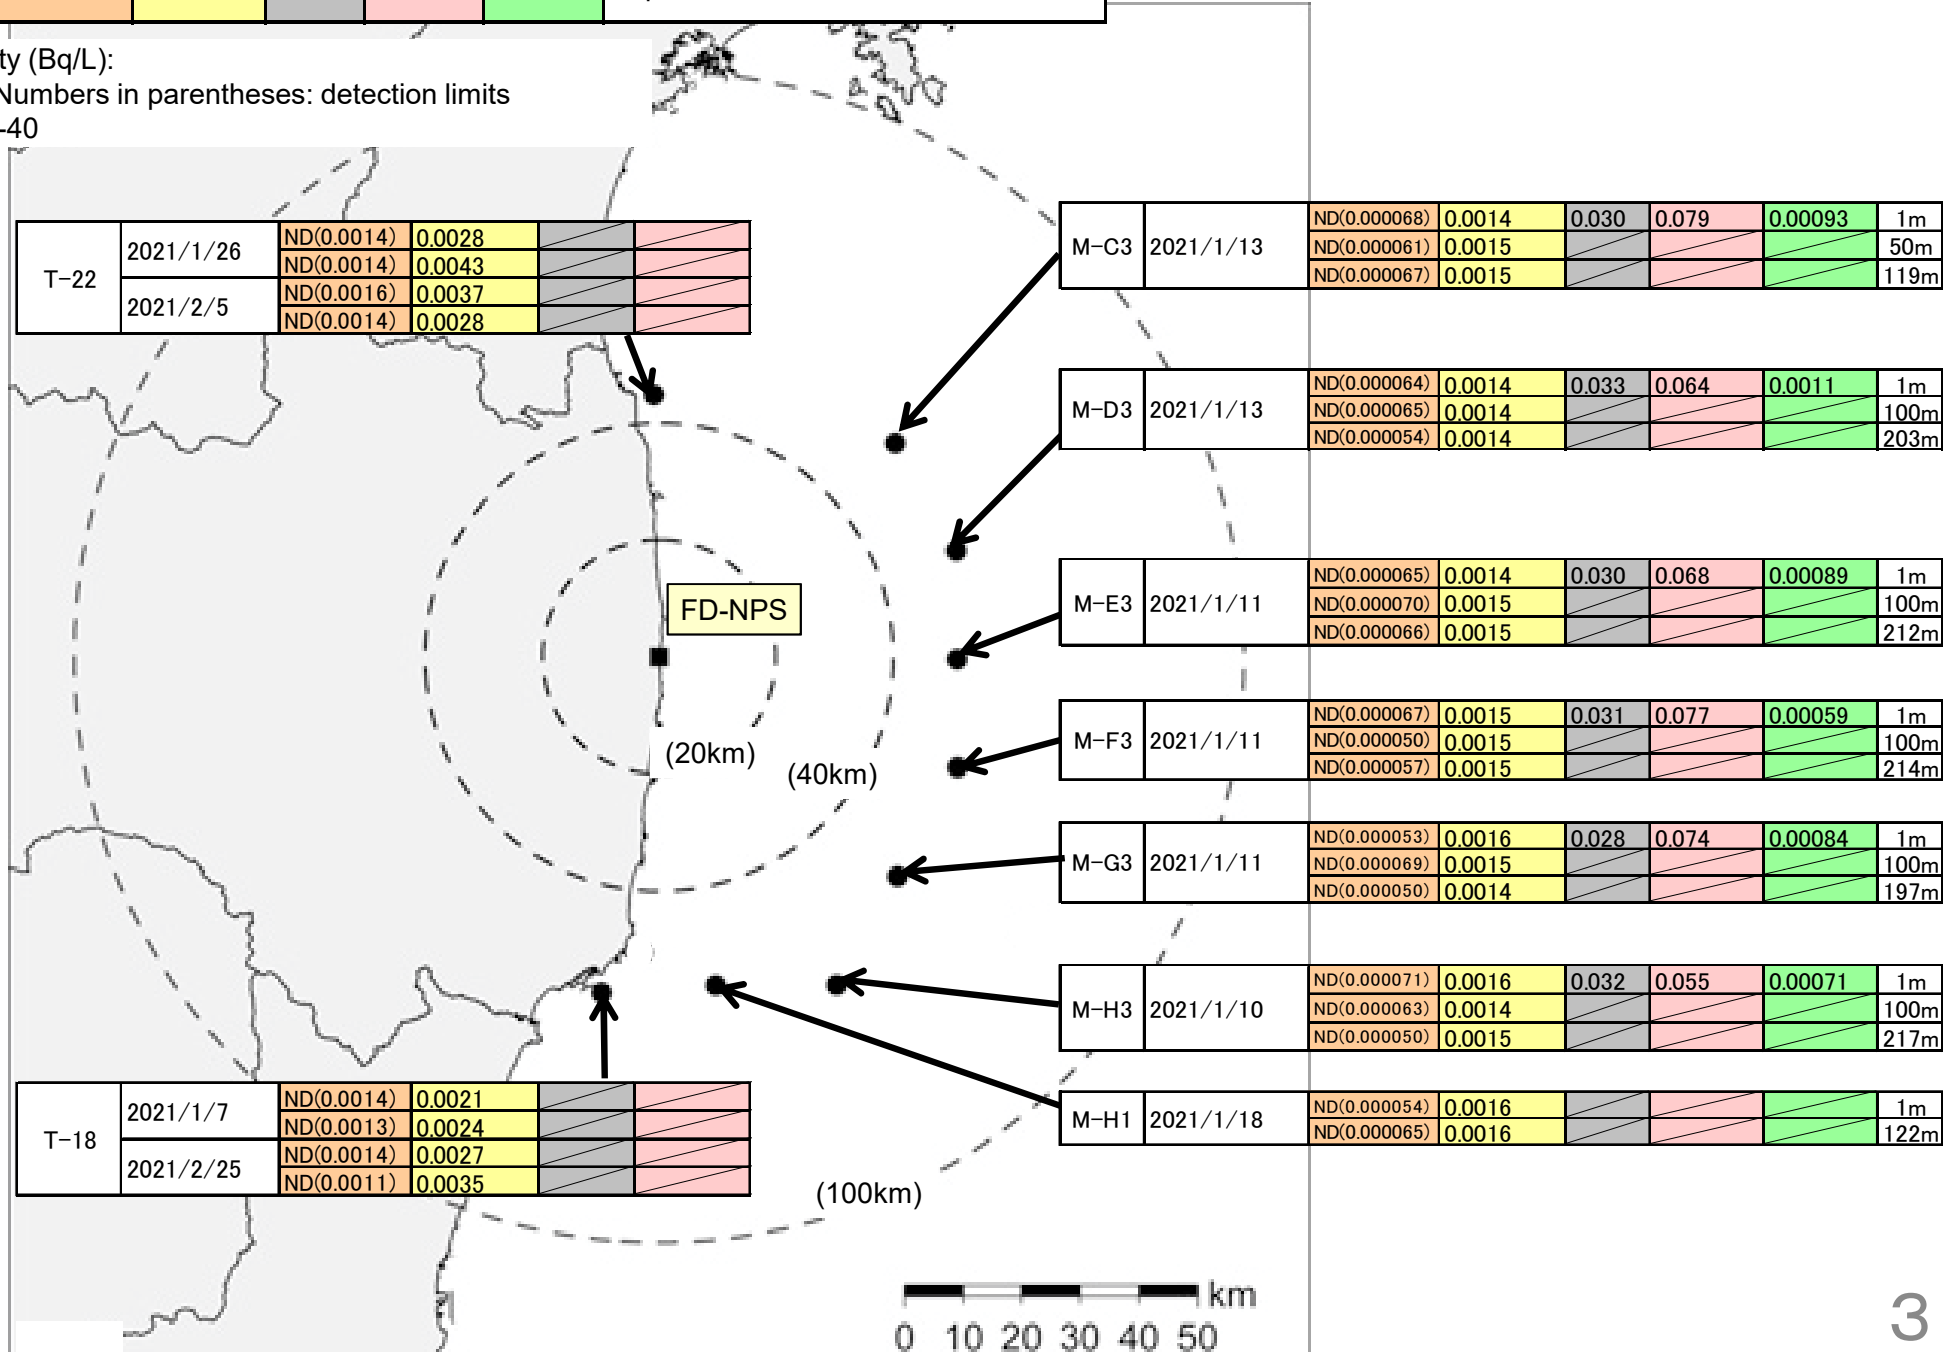 ty (Bq/L):
Numbers in parentheses: detection limits
-40
T-22
2021/1/26
ND(0.0014) 0.0028
ND(0.0014) 0.0043
2021/2/5
ND(0.0016) 0.0037
ND(0.0014) 0.0028
M-C3 2021/1/13
ND(0.000068) 0.0014 0.030 0.079 0.00093 1m
ND(0.000061) 0.0015 50m
ND(0.000067) 0.0015 119m
M-D3 2021/1/13
ND(0.000064) 0.0014 0.033 0.064 0.0011 1m
ND(0.000065) 0.0014 100m
ND(0.000054) 0.0014 203m
FD-NPS
(20km)
(40km)
M-E3 2021/1/11
ND(0.000065) 0.0014 0.030 0.068 0.00089 1m
ND(0.000070) 0.0015 100m
ND(0.000066) 0.0015 212m
M-F3 2021/1/11
ND(0.000067) 0.0015 0.031 0.077 0.00059 1m
ND(0.000050) 0.0015 100m
ND(0.000057) 0.0015 214m
M-G3 2021/1/11
ND(0.000053) 0.0016 0.028 0.074 0.00084 1m
ND(0.000069) 0.0015 100m
ND(0.000050) 0.0014 197m
M-H3 2021/1/10
ND(0.000071) 0.0016 0.032 0.055 0.00071 1m
ND(0.000063) 0.0014 100m
ND(0.000050) 0.0015 217m
T-18
2021/1/7
ND(0.0014) 0.0021
ND(0.0013) 0.0024
2021/2/25
ND(0.0014) 0.0027
ND(0.0011) 0.0035
M-H1 2021/1/18
ND(0.000054) 0.0016 1m
ND(0.000065) 0.0016 122m
(100km)
km
0 10 20 30 40 50
3